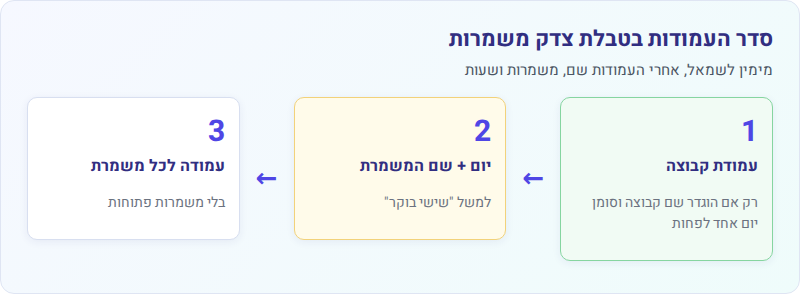 סדר העמודות בטבלת צדק משמרות
מימין לשמאל, אחרי העמודות שם, משמרות ושעות
1
עמודת קבוצה
רק אם הוגדר שם קבוצה וסומן
יום אחד לפחות
←
2
יום + שם המשמרת
למשל "שישי בוקר"
←
3
עמודה לכל משמרת
בלי משמרות פתוחות